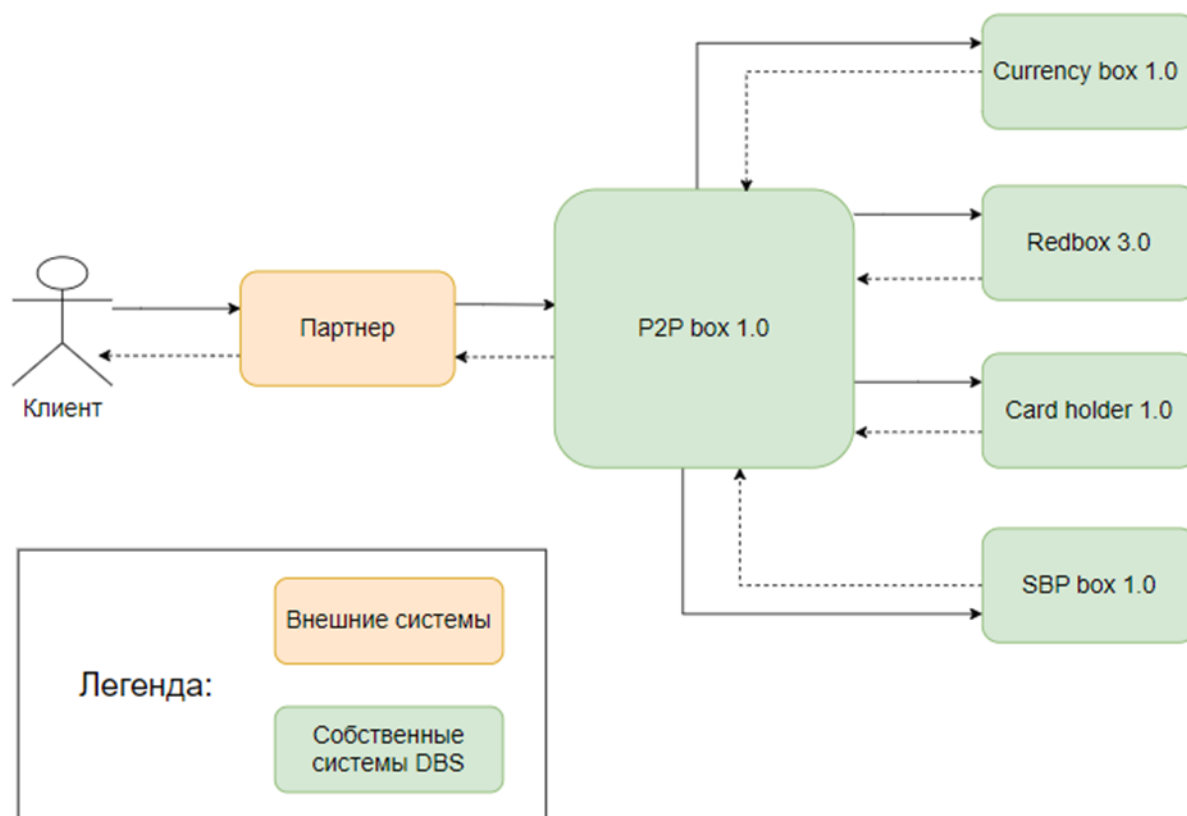 Currency box 1.0
Redbox 3.0
Партнер
P2P box 1.0
Клиент
Card holder 1.0
SBP box 1.0
Легенда:
Внешние системы
Собственные
системы DBS